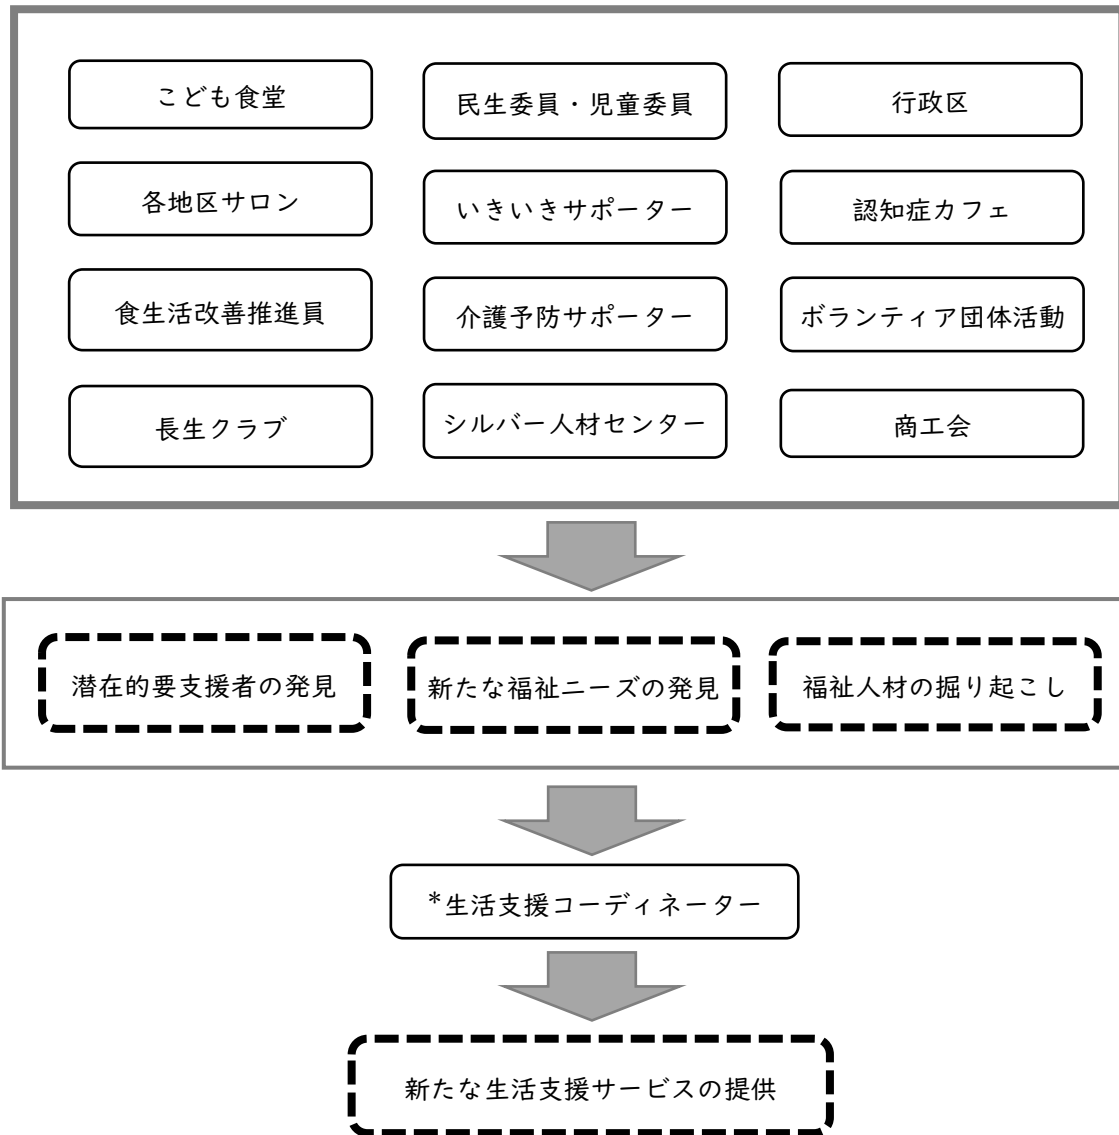 こども食堂
民生委員・児童委員
行政区
各地区サロン
いきいきサポーター
認知症カフェ
食生活改善推進員
介護予防サポーター
ボランティア団体活動
長生クラブ
シルバー人材センター
商工会
潜在的要支援者の発見
新たな福祉ニーズの発見
福祉人材の掘り起こし
*生活支援コーディネーター
新たな生活支援サービスの提供